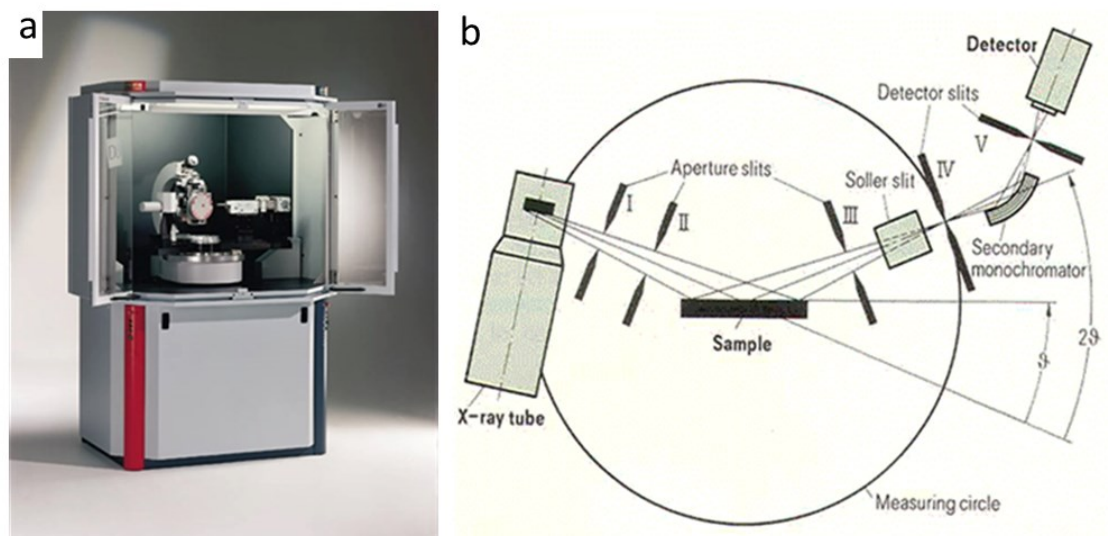 a
b
Detector
Detector slits
V
IV
Aperture slits
Soller slit
I
II
III
Secondary
monochromator
Sample
ϑ
2ϑ
X-ray tube
Measuring circle